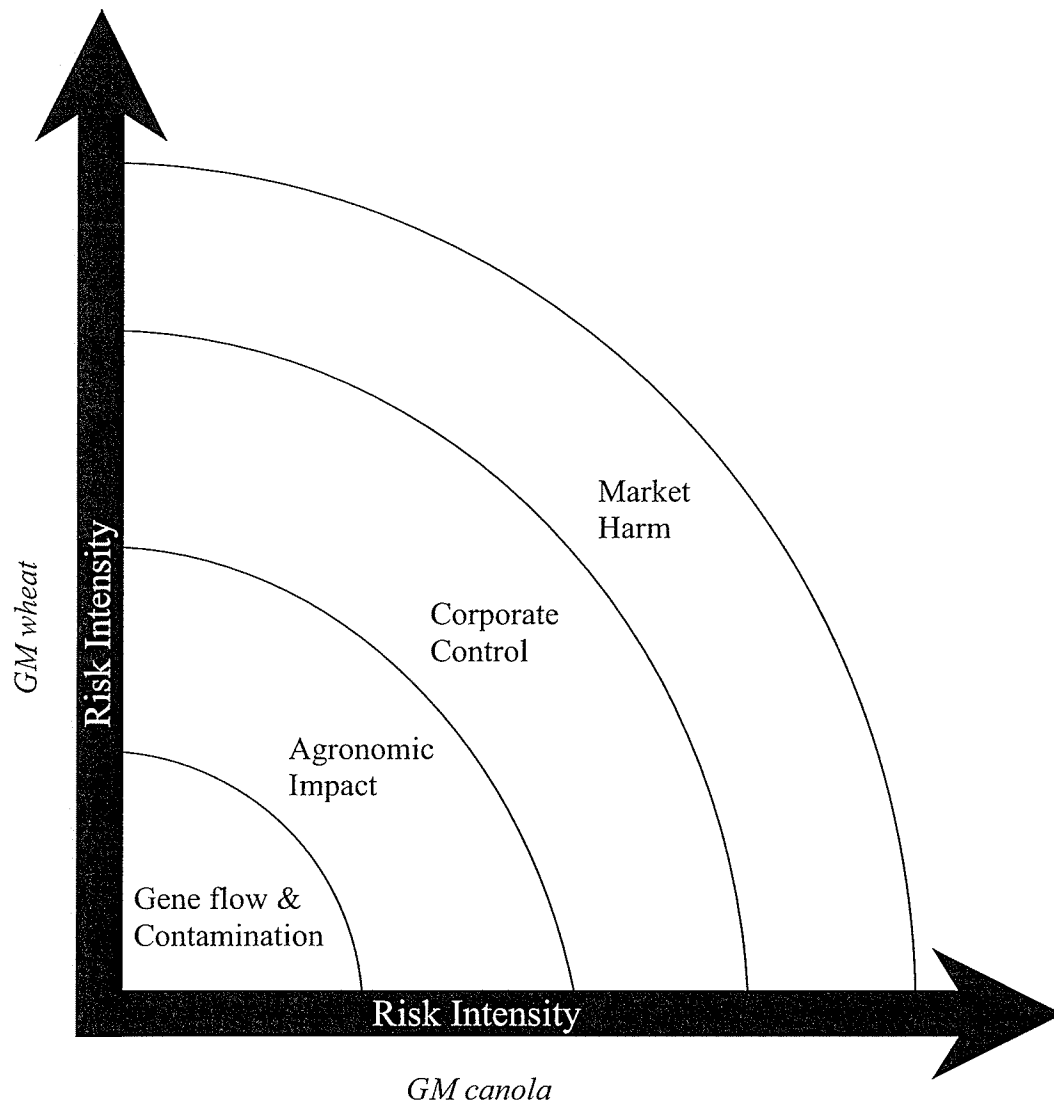 Market
Harm
Corporate
Control
Agronomic
Impact
Gene flow &
Contamination
GM wheat
Risk Intensity
Risk Intensity
GM canola